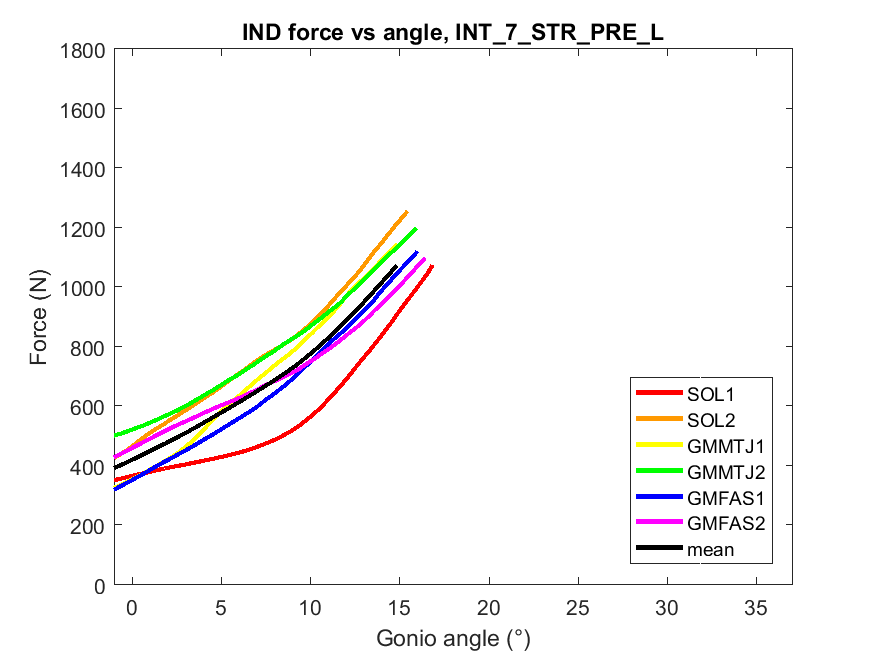 IND force vs angle, INT_7_STR_PRE_L
1800
1600
1400
1200
1000
800
600
400
200
0
Force (N)
0 5 10 15 20 25 30 35
Gonio angle (°)
SOL1
SOL2
GMMTJ1
GMMTJ2
GMFAS1
GMFAS2
mean